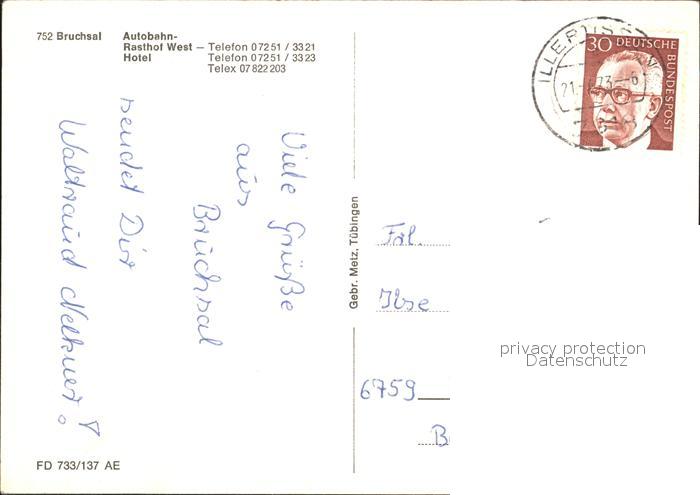 752 Bruchsal
Autobahn-
Rasthof West — Telefon 07251 / 3321
Hotel Telefon 07251 / 3323
Telex 07822203
30 DEUTSCHE
BUNDESPOST
Viele Grüße
aus
Bruchsal
sendet Dir
Waltraud
Gebr. Metz, Tübingen
Frl.
Ilse
6759
B
privacy protection
Datenschutz
FD 733/137 AE